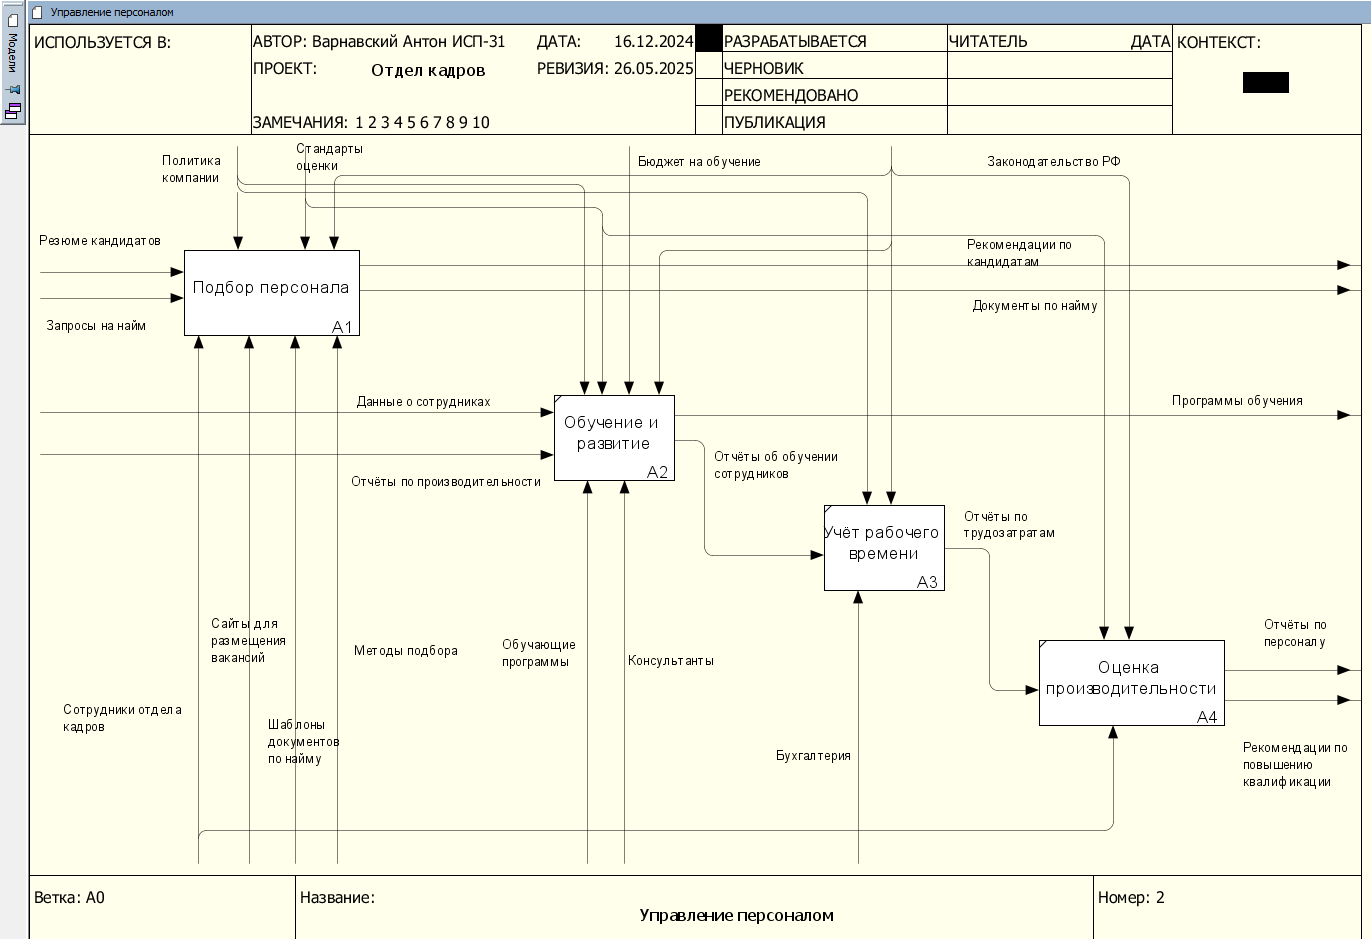 Управление персоналом
Модели
ИСПОЛЬЗУЕТСЯ В:
АВТОР: Варнавский Антон ИСП-31
ДАТА: 16.12.2024
ПРОЕКТ: Отдел кадров
РЕВИЗИЯ: 26.05.2025
ЗАМЕЧАНИЯ: 1 2 3 4 5 6 7 8 9 10
РАЗРАБАТЫВАЕТСЯ
ЧЕРНОВИК
РЕКОМЕНДОВАНО
ПУБЛИКАЦИЯ
ЧИТАТЕЛЬ
ДАТА
КОНТЕКСТ:
Политика
компании
Стандарты
оценки
Бюджет на обучение
Законодательство РФ
Резюме кандидатов
Запросы на найм
Подбор персонала
A1
Рекомендации по
кандидатам
Документы по найму
Данные о сотрудниках
Отчёты по производительности
Обучение и
развитие
A2
Программы обучения
Отчёты об обучении
сотрудников
Учёт рабочего
времени
A3
Отчёты по
трудозатратам
Оценка
производительности
A4
Отчёты по
персоналу
Рекомендации по
повышению
квалификации
Сайты для
размещения
вакансий
Методы подбора
Обучающие
программы
Консультанты
Сотрудники отдела
кадров
Шаблоны
документов
по найму
Бухгалтерия
Ветка: A0
Название:
Управление персоналом
Номер: 2